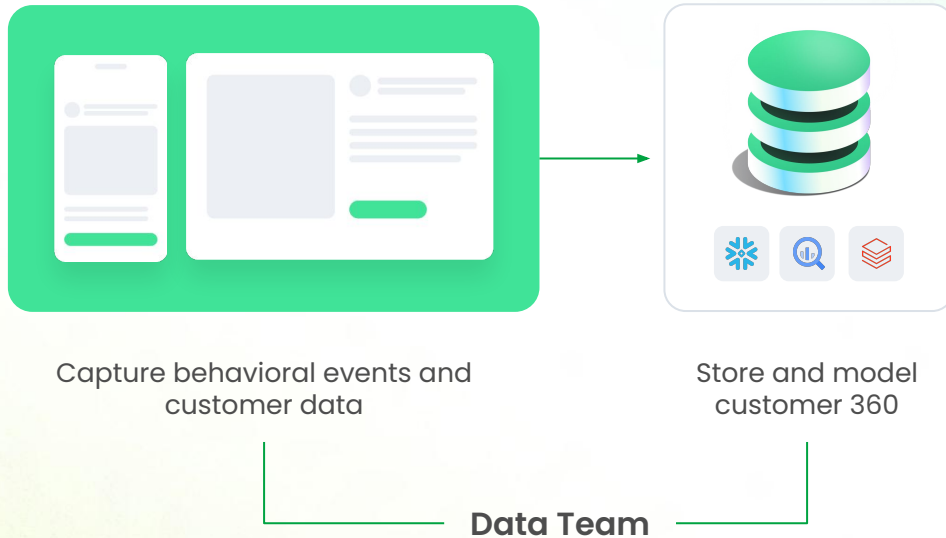 Capture behavioral events and
customer data
Store and model
customer 360
Data Team